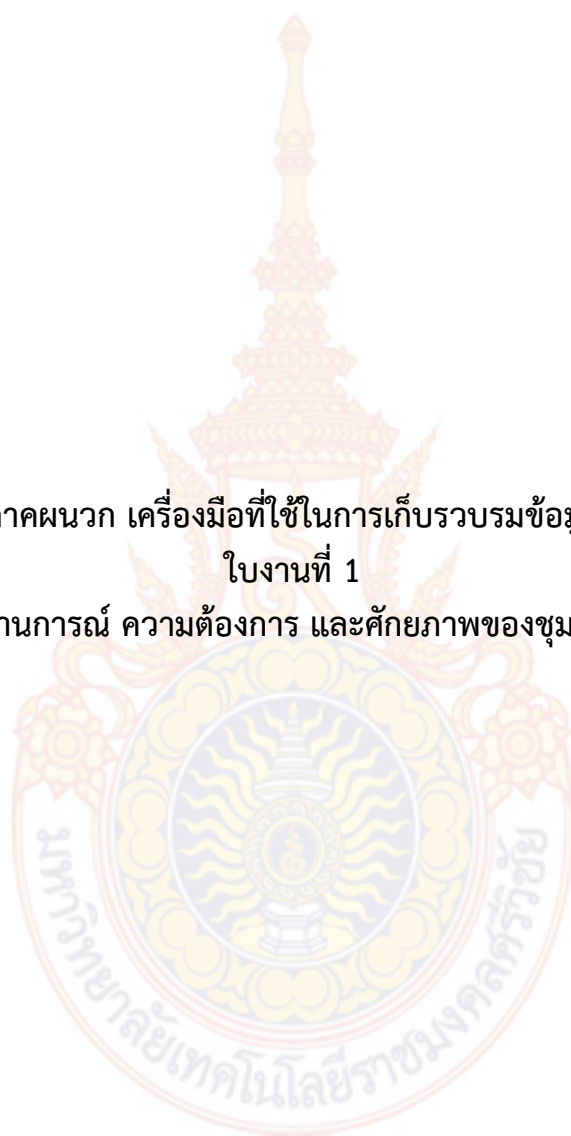 าคผนวก เครื่องมือที่ใช้ในการเก็บรวบรมข้อมู
ใบงานที่ 1
านการณ์ ความต้องการ และศักยภาพของชุม
มหาวิทยาลัยเทคโนโลยีราชมงคลศรีวิชัย